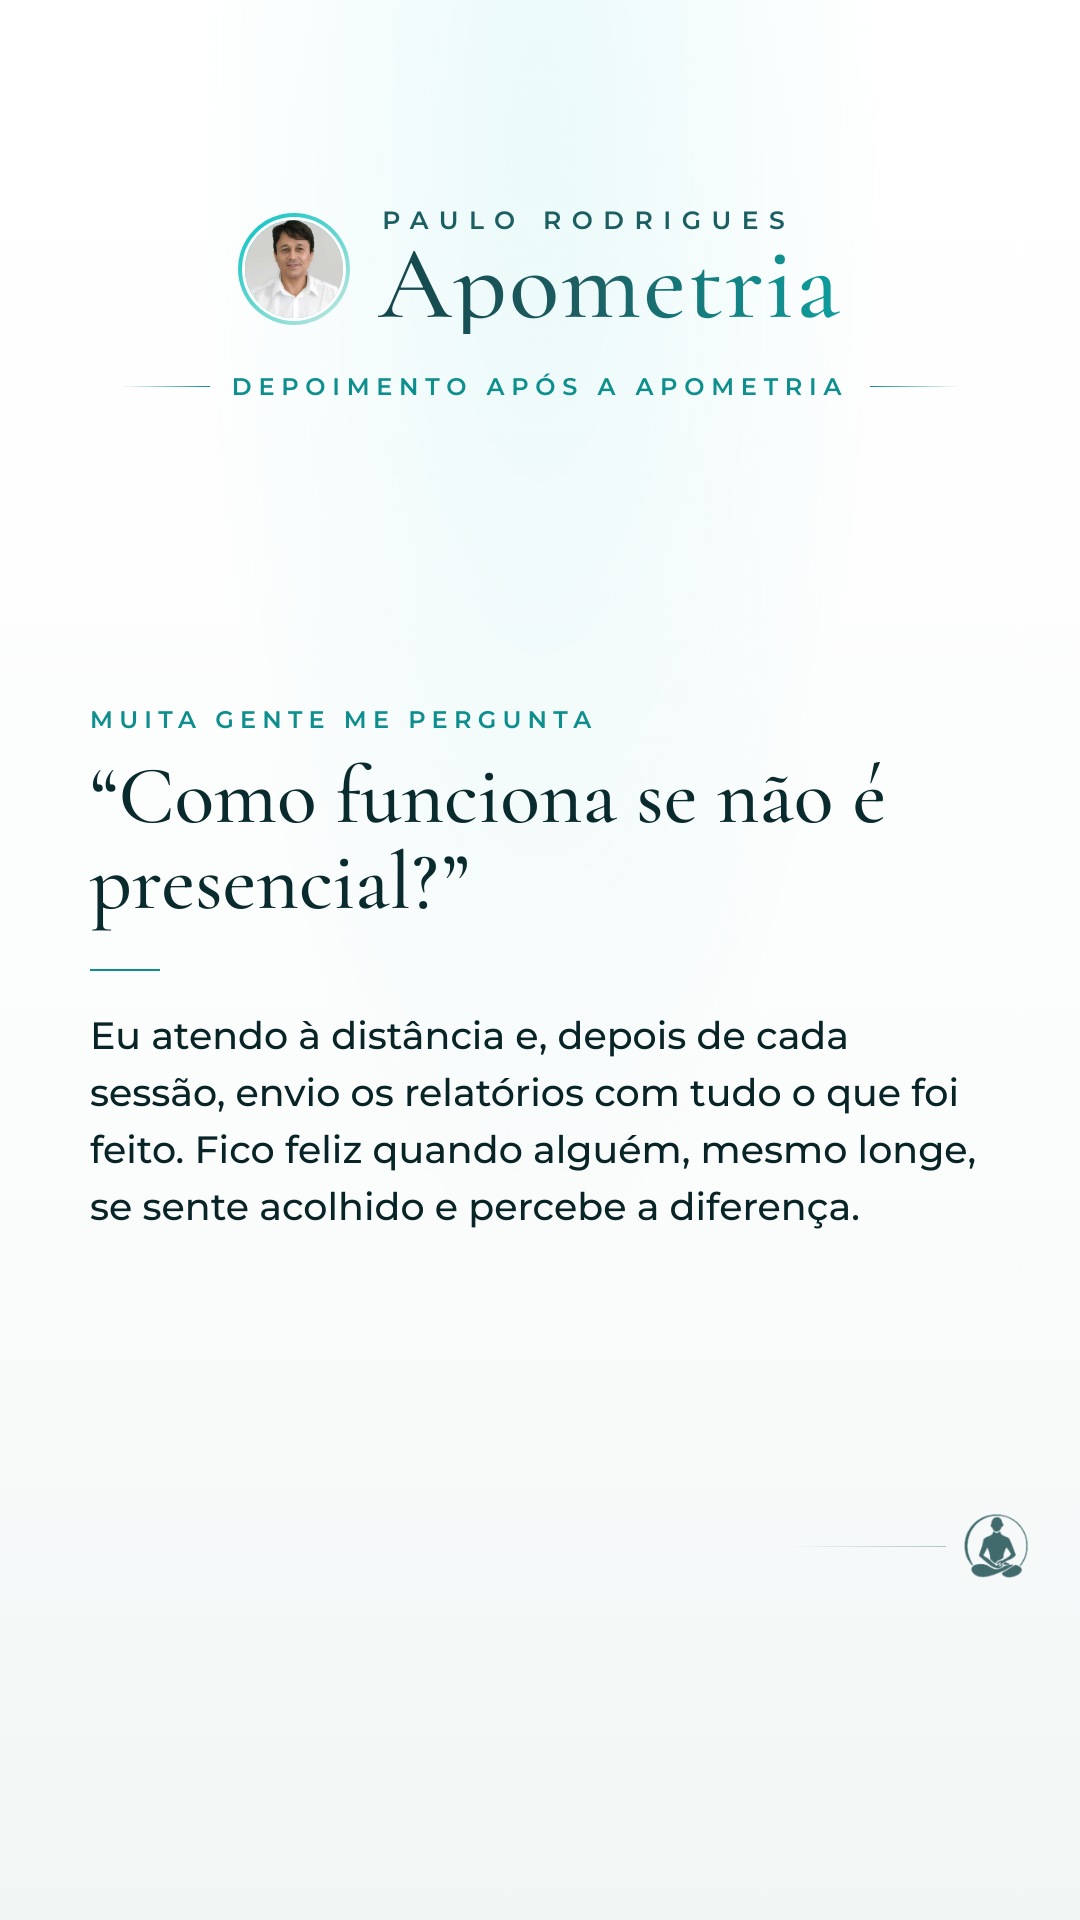 PAULO RODRIGUES
Apometria
DEPOIMENTO APÓS A APOMETRIA
MUITA GENTE ME PERGUNTA
“Como funciona se não é
presencial?”
Eu atendo à distância e, depois de cada
sessão, envio os relatórios com tudo o que foi
feito. Fico feliz quando alguém, mesmo longe,
se sente acolhido e percebe a diferença.